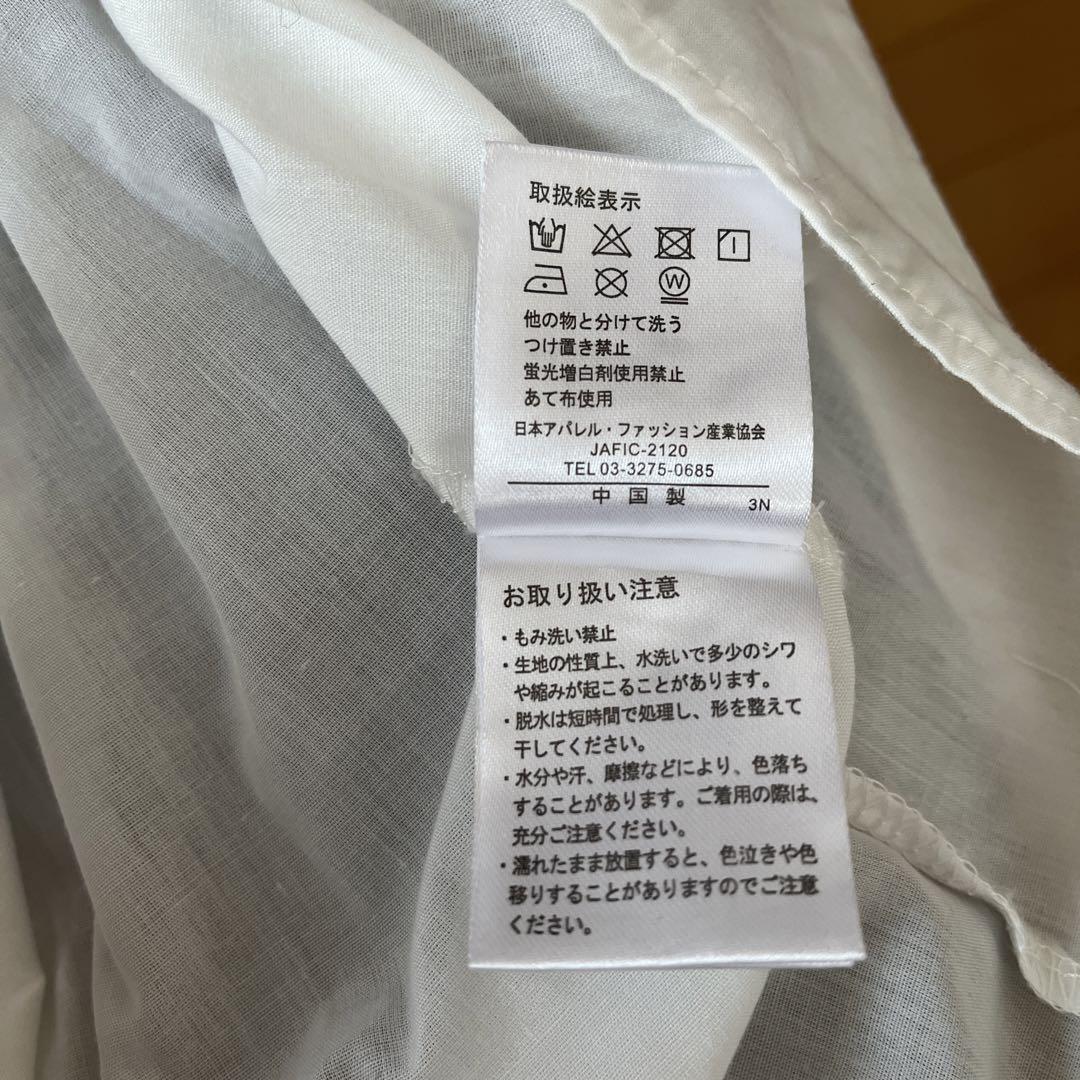 取扱絵表示
W
他の物と分けて洗う
つけ置き禁止
蛍光増白剤使用禁止
あて布使用
日本アパレル・ファッション産業協会
JAFIC-2120
TEL 03-3275-0685
中国製 3N
お取り扱い注意
・もみ洗い禁止
・生地の性質上、水洗いで多少のシワ
や縮みが起こることがあります。
・脱水は短時間で処理し、形を整えて
干してください。
・水分や汗、摩擦などにより、色落ち
することがあります。ご着用の際は、
充分ご注意ください。
・濡れたまま放置すると、色泣きや色
移りすることがありますのでご注意
ください。